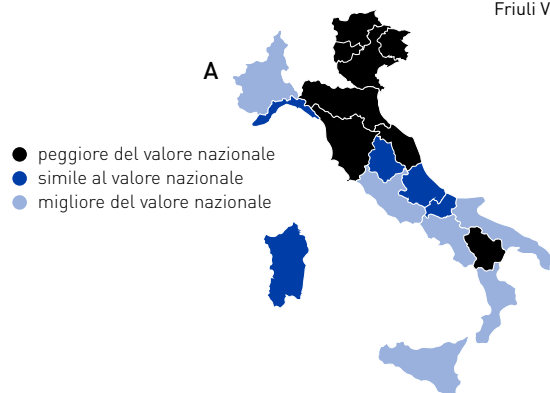 Friuli V
A
peggiore del valore nazionale
simile al valore nazionale
migliore del valore nazionale